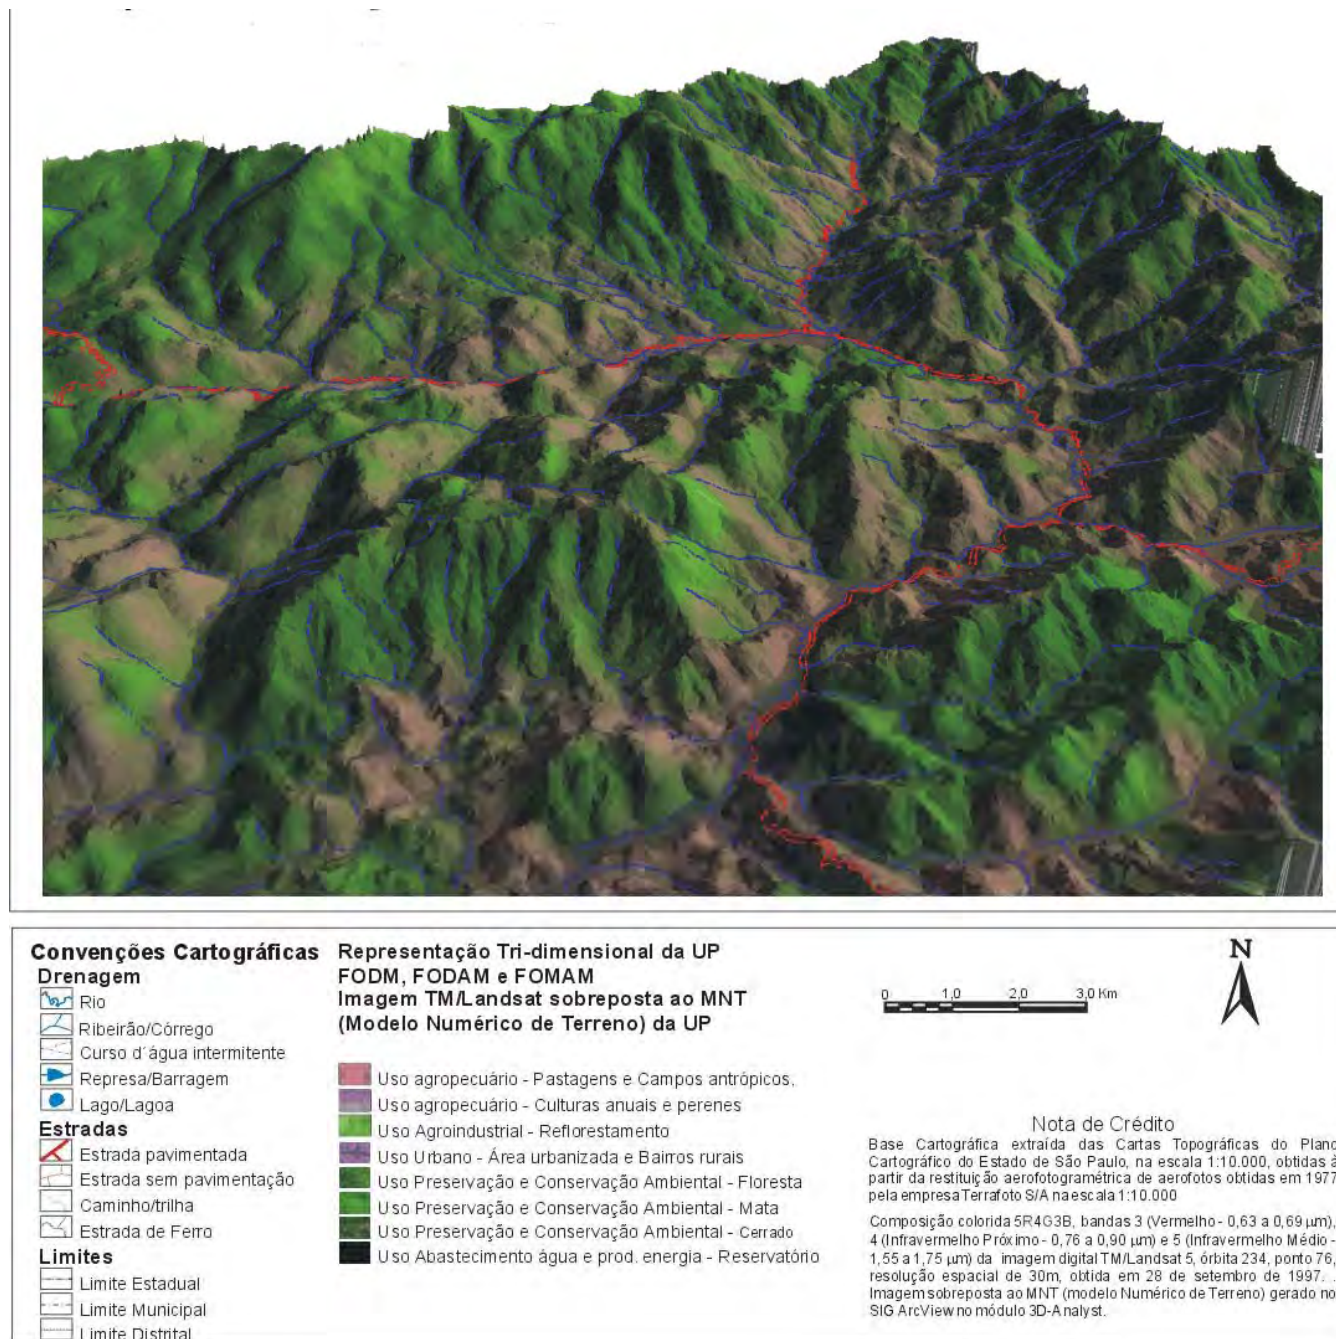 Convenções Cartográficas
Drenagem
Rio
Ribeirão/Córrego
Curso d´água intermitente
Represa/Barragem
Lago/Lagoa
Estradas
Estrada pavimentada
Estrada sem pavimentação
Caminho/trilha
Estrada de Ferro
Limites
Limite Estadual
Limite Municipal
Limite Distrital
Representação Tri-dimensional da UP
FODM, FODAM e FOMAM
Imagem TM/Landsat sobreposta ao MNT
(Modelo Numérico de Terreno) da UP
Uso agropecuário - Pastagens e Campos antrópicos.
Uso agropecuário - Culturas anuais e perenes
Uso Agroindustrial - Reflorestamento
Uso Urbano - Área urbanizada e Bairros rurais
Uso Preservação e Conservação Ambiental - Floresta
Uso Preservação e Conservação Ambiental - Mata
Uso Preservação e Conservação Ambiental - Cerrado
Uso Abastecimento água e prod. energia - Reservatório
0 1,0 2,0 3,0 Km
N
Nota de Crédito
Base Cartográfica extraída das Cartas Topográficas do Plano
Cartográfico do Estado de São Paulo, na escala 1:10.000, obtidas à
partir da restituição aerofotogramétrica de aerofotos obtidas em 1977
pela empresa Terrafoto S/A na escala 1:10.000
Composição colorida 5R4G3B, bandas 3 (Vermelho - 0,63 a 0,69 µm),
4 (Infravermelho Próximo - 0,76 a 0,90 µm) e 5 (Infravermelho Médio -
1,55 a 1,75 µm) da imagem digital TM/Landsat 5, órbita 234, ponto 76,
resolução espacial de 30m, obtida em 28 de setembro de 1997. .
Imagem sobreposta ao MNT (modelo Numérico de Terreno) gerado no
SIG ArcView no módulo 3D-Analyst.